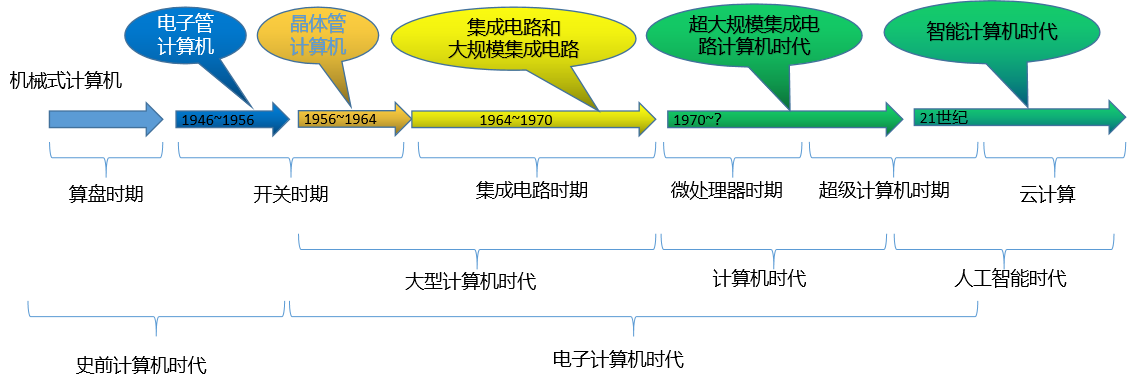 电子管
计算机
晶体管
计算机
集成电路和
大规模集成电路
超大规模集成电
路计算机时代
智能计算机时代
机械式计算机
1946~1956
1956~1964
1964~1970
1970~?
21世纪
算盘时期
开关时期
集成电路时期
微处理器时期
超级计算机时期
云计算
大型计算机时代
计算机时代
人工智能时代
史前计算机时代
电子计算机时代